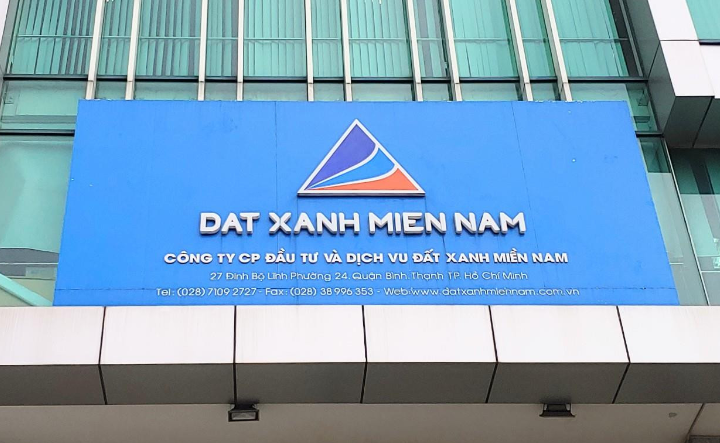 DAT XANH MIEN NAM
CÔNG TY CP ĐẦU TƯ VÀ DỊCH VỤ ĐẤT XANH MIỀN NAM
27 Đinh Bộ Lĩnh Phường 24, Quận Bình Thạnh TP. Hồ Chí Minh
Tel: (028) 7109 2727 - Fax: (028) 38 996 353 - Web: www.datxanhmiennam.com.vn